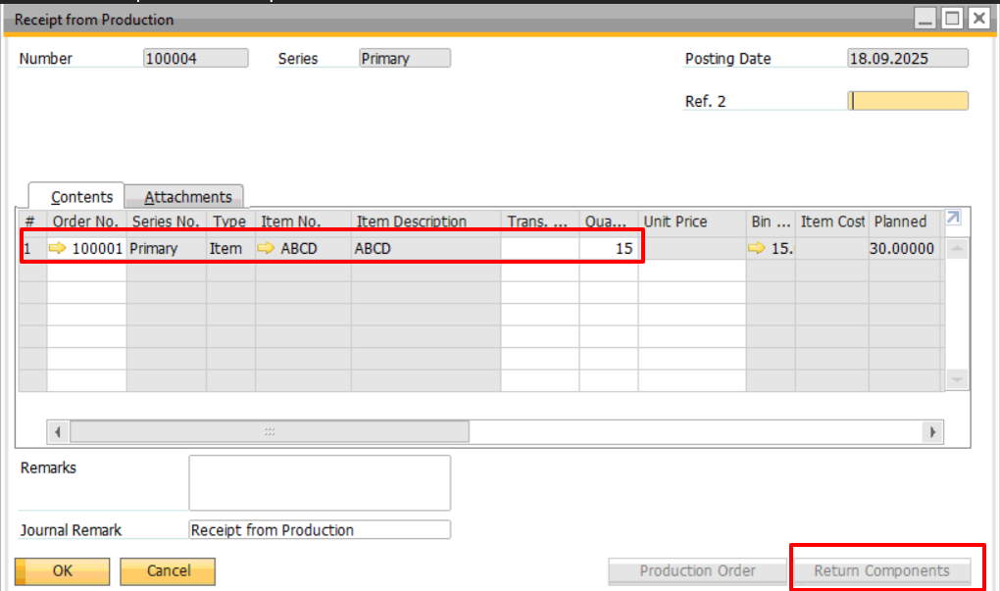 Receipt from Production
Number 100004 Series Primary Posting Date 18.09.2025
Ref. 2
Contents Attachments
# Order No. Series No. Type Item No. Item Description Trans. ... Qua... Unit Price Bin ... Item Cost Planned
1 100001 Primary Item ABCD ABCD 15 15. 30.00000
Remarks
Journal Remark Receipt from Production
OK Cancel Production Order Return Components